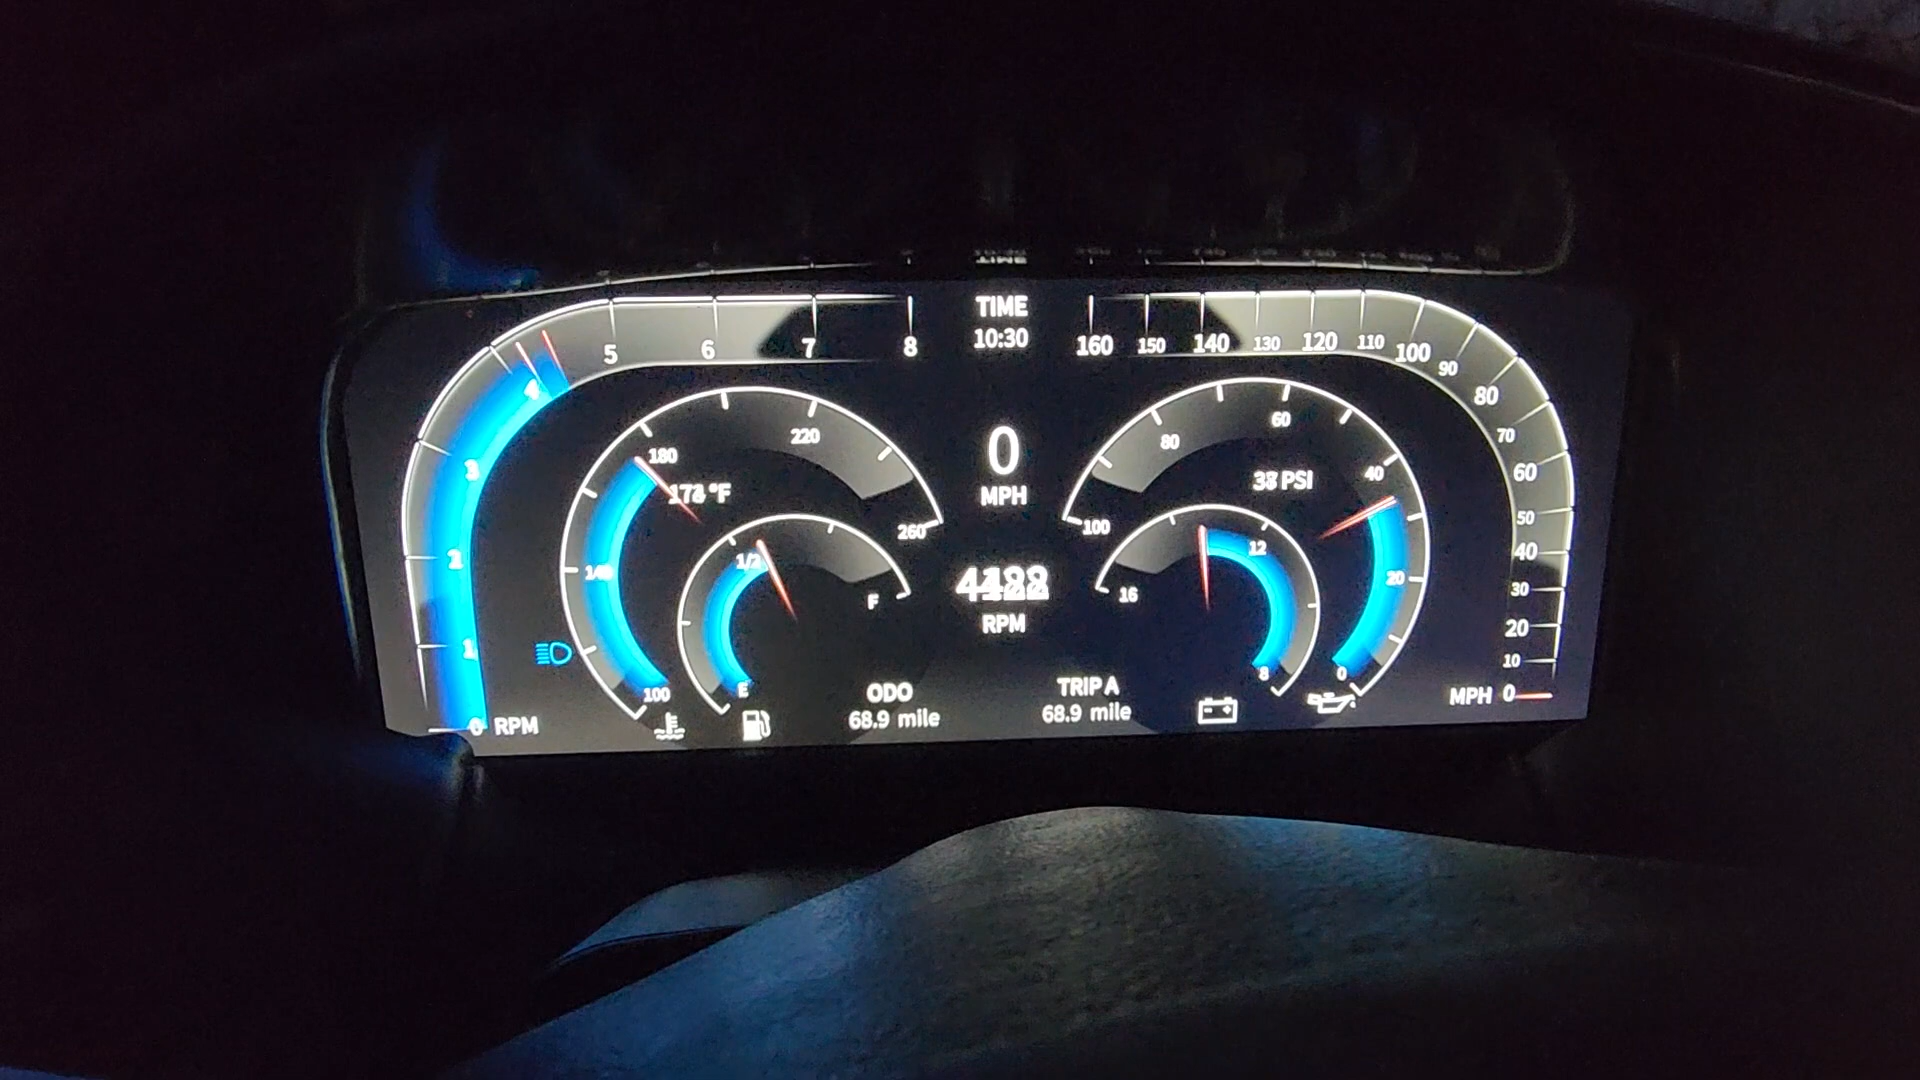 TIME
10:30
5 6 7 8
160 150 140 130 120 110 100 90 80 70 60 50 40 30 20 10 0 MPH
4
3
2
1
0 RPM
180
220
260
100
°F
1/2
E
F
0
MPH
RPM
80
60
40
20
0
100
PSI
12
16
8
ODO
68.9 mile
TRIP A
68.9 mile